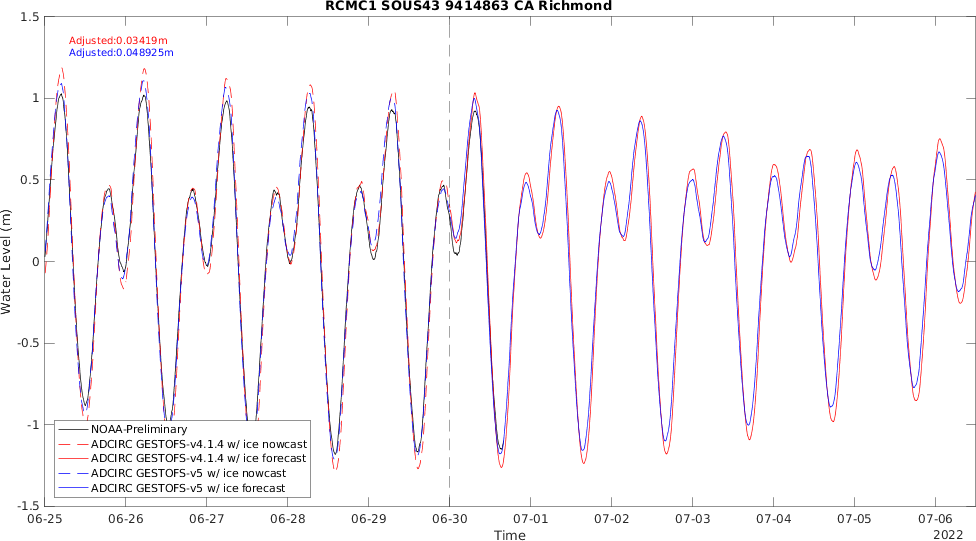 RCMC1 SOUS43 9414863 CA Richmond
1.5
Adjusted:0.03419m
Adjusted:0.048925m
1
0.5
0
-0.5
-1
-1.5
Water Level (m)
NOAA-Preliminary
ADCIRC GESTOFS-v4.1.4 w/ ice nowcast
ADCIRC GESTOFS-v4.1.4 w/ ice forecast
ADCIRC GESTOFS-v5 w/ ice nowcast
ADCIRC GESTOFS-v5 w/ ice forecast
06-25 06-26 06-27 06-28 06-29 06-30 07-01 07-02 07-03 07-04 07-05 07-06
2022
Time